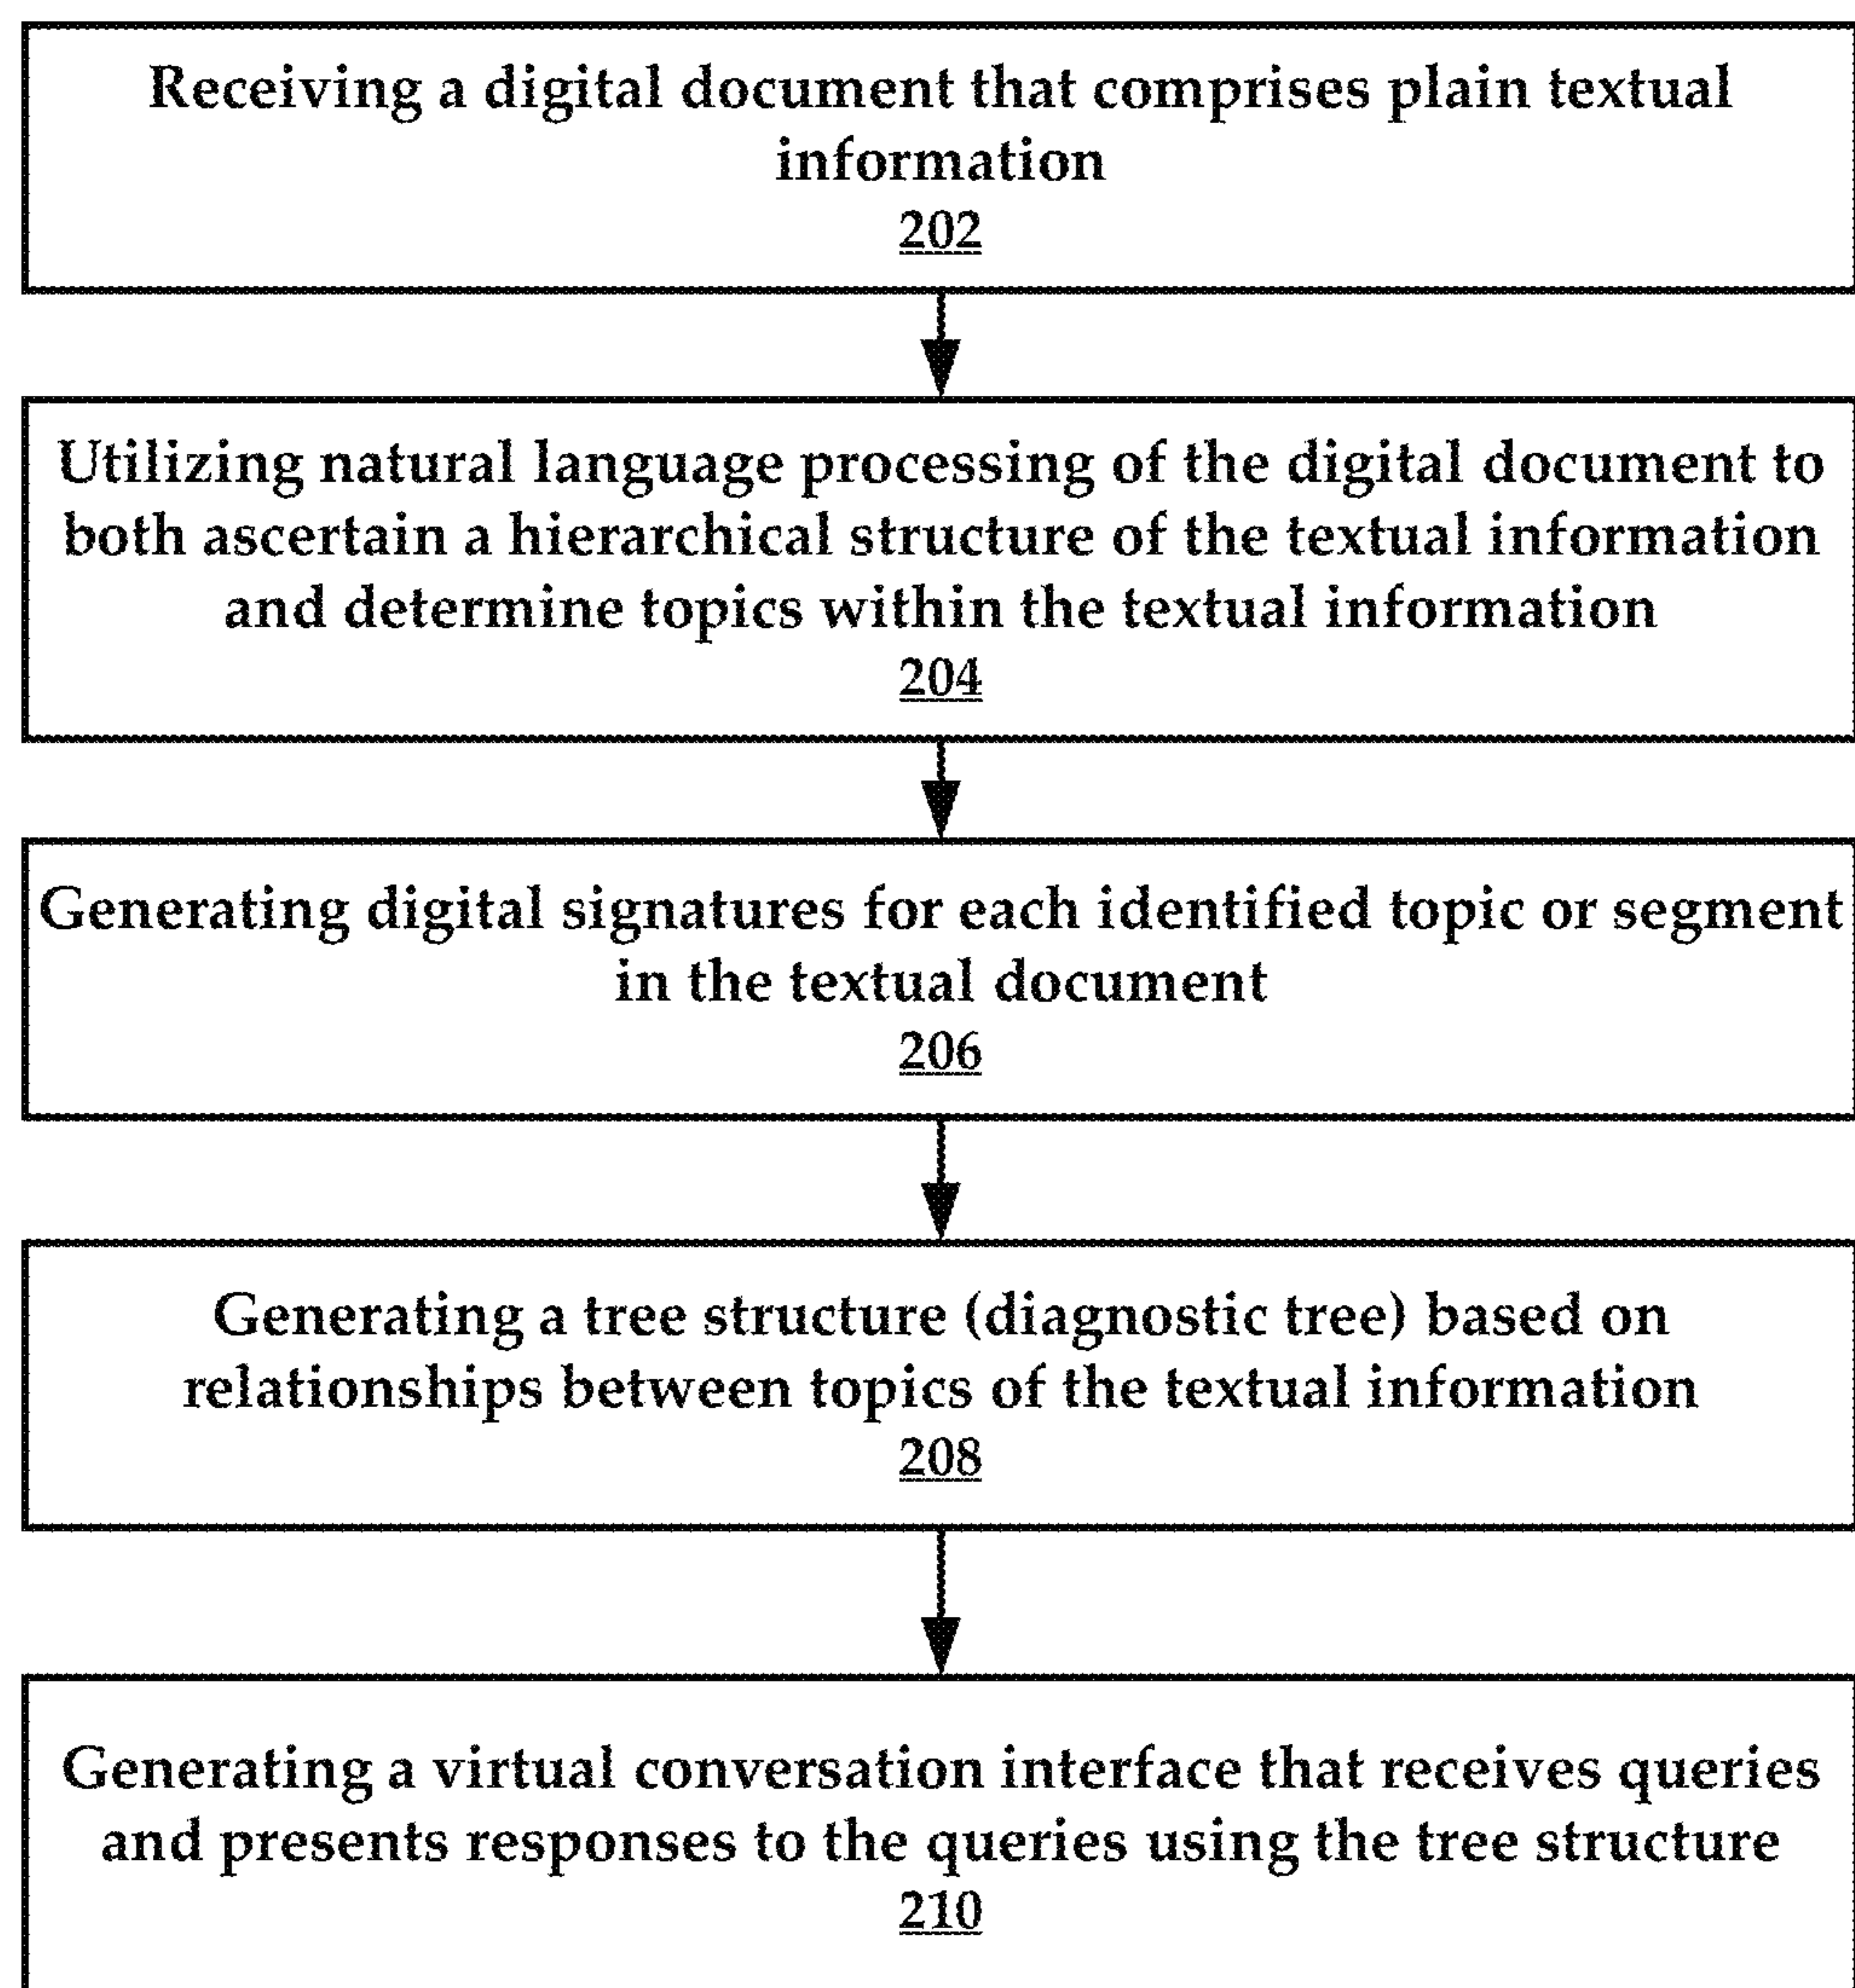 Receiving a digital document that comprises plain textual
information
202
Utilizing natural language processing of the digital document to
both ascertain a hierarchical structure of the textual information
and determine topics within the textual information
204
Generating digital signatures for each identified topic or segment
in the textual document
206
Generating a tree structure (diagnostic tree) based on
relationships between topics of the textual information
208
Generating a virtual conversation interface that receives queries
and presents responses to the queries using the tree structure
210